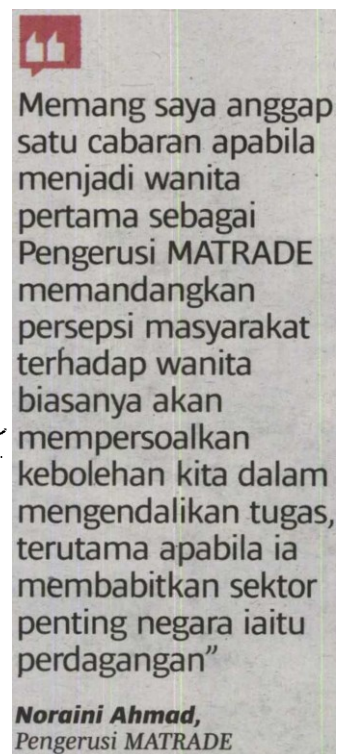 Memang saya anggap
satu cabaran apabila
menjadi wanita
pertama sebagai
Pengerusi MATRADE
memandangkan
persepsi masyarakat
terhadap wanita
biasanya akan
mempersoalkan
kebolehan kita dalam
mengendalikan tugas,
terutama apabila ia
membabitkan sektor
penting negara iaitu
perdagangan”
Noraini Ahmad,
Pengerusi MATRADE